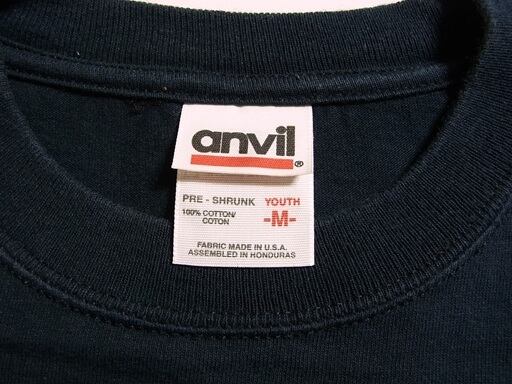 anvil®
PRE - SHRUNK YOUTH
100% COTTON/ -M-
COTON
FABRIC MADE IN U.S.A.
ASSEMBLED IN HONDURAS